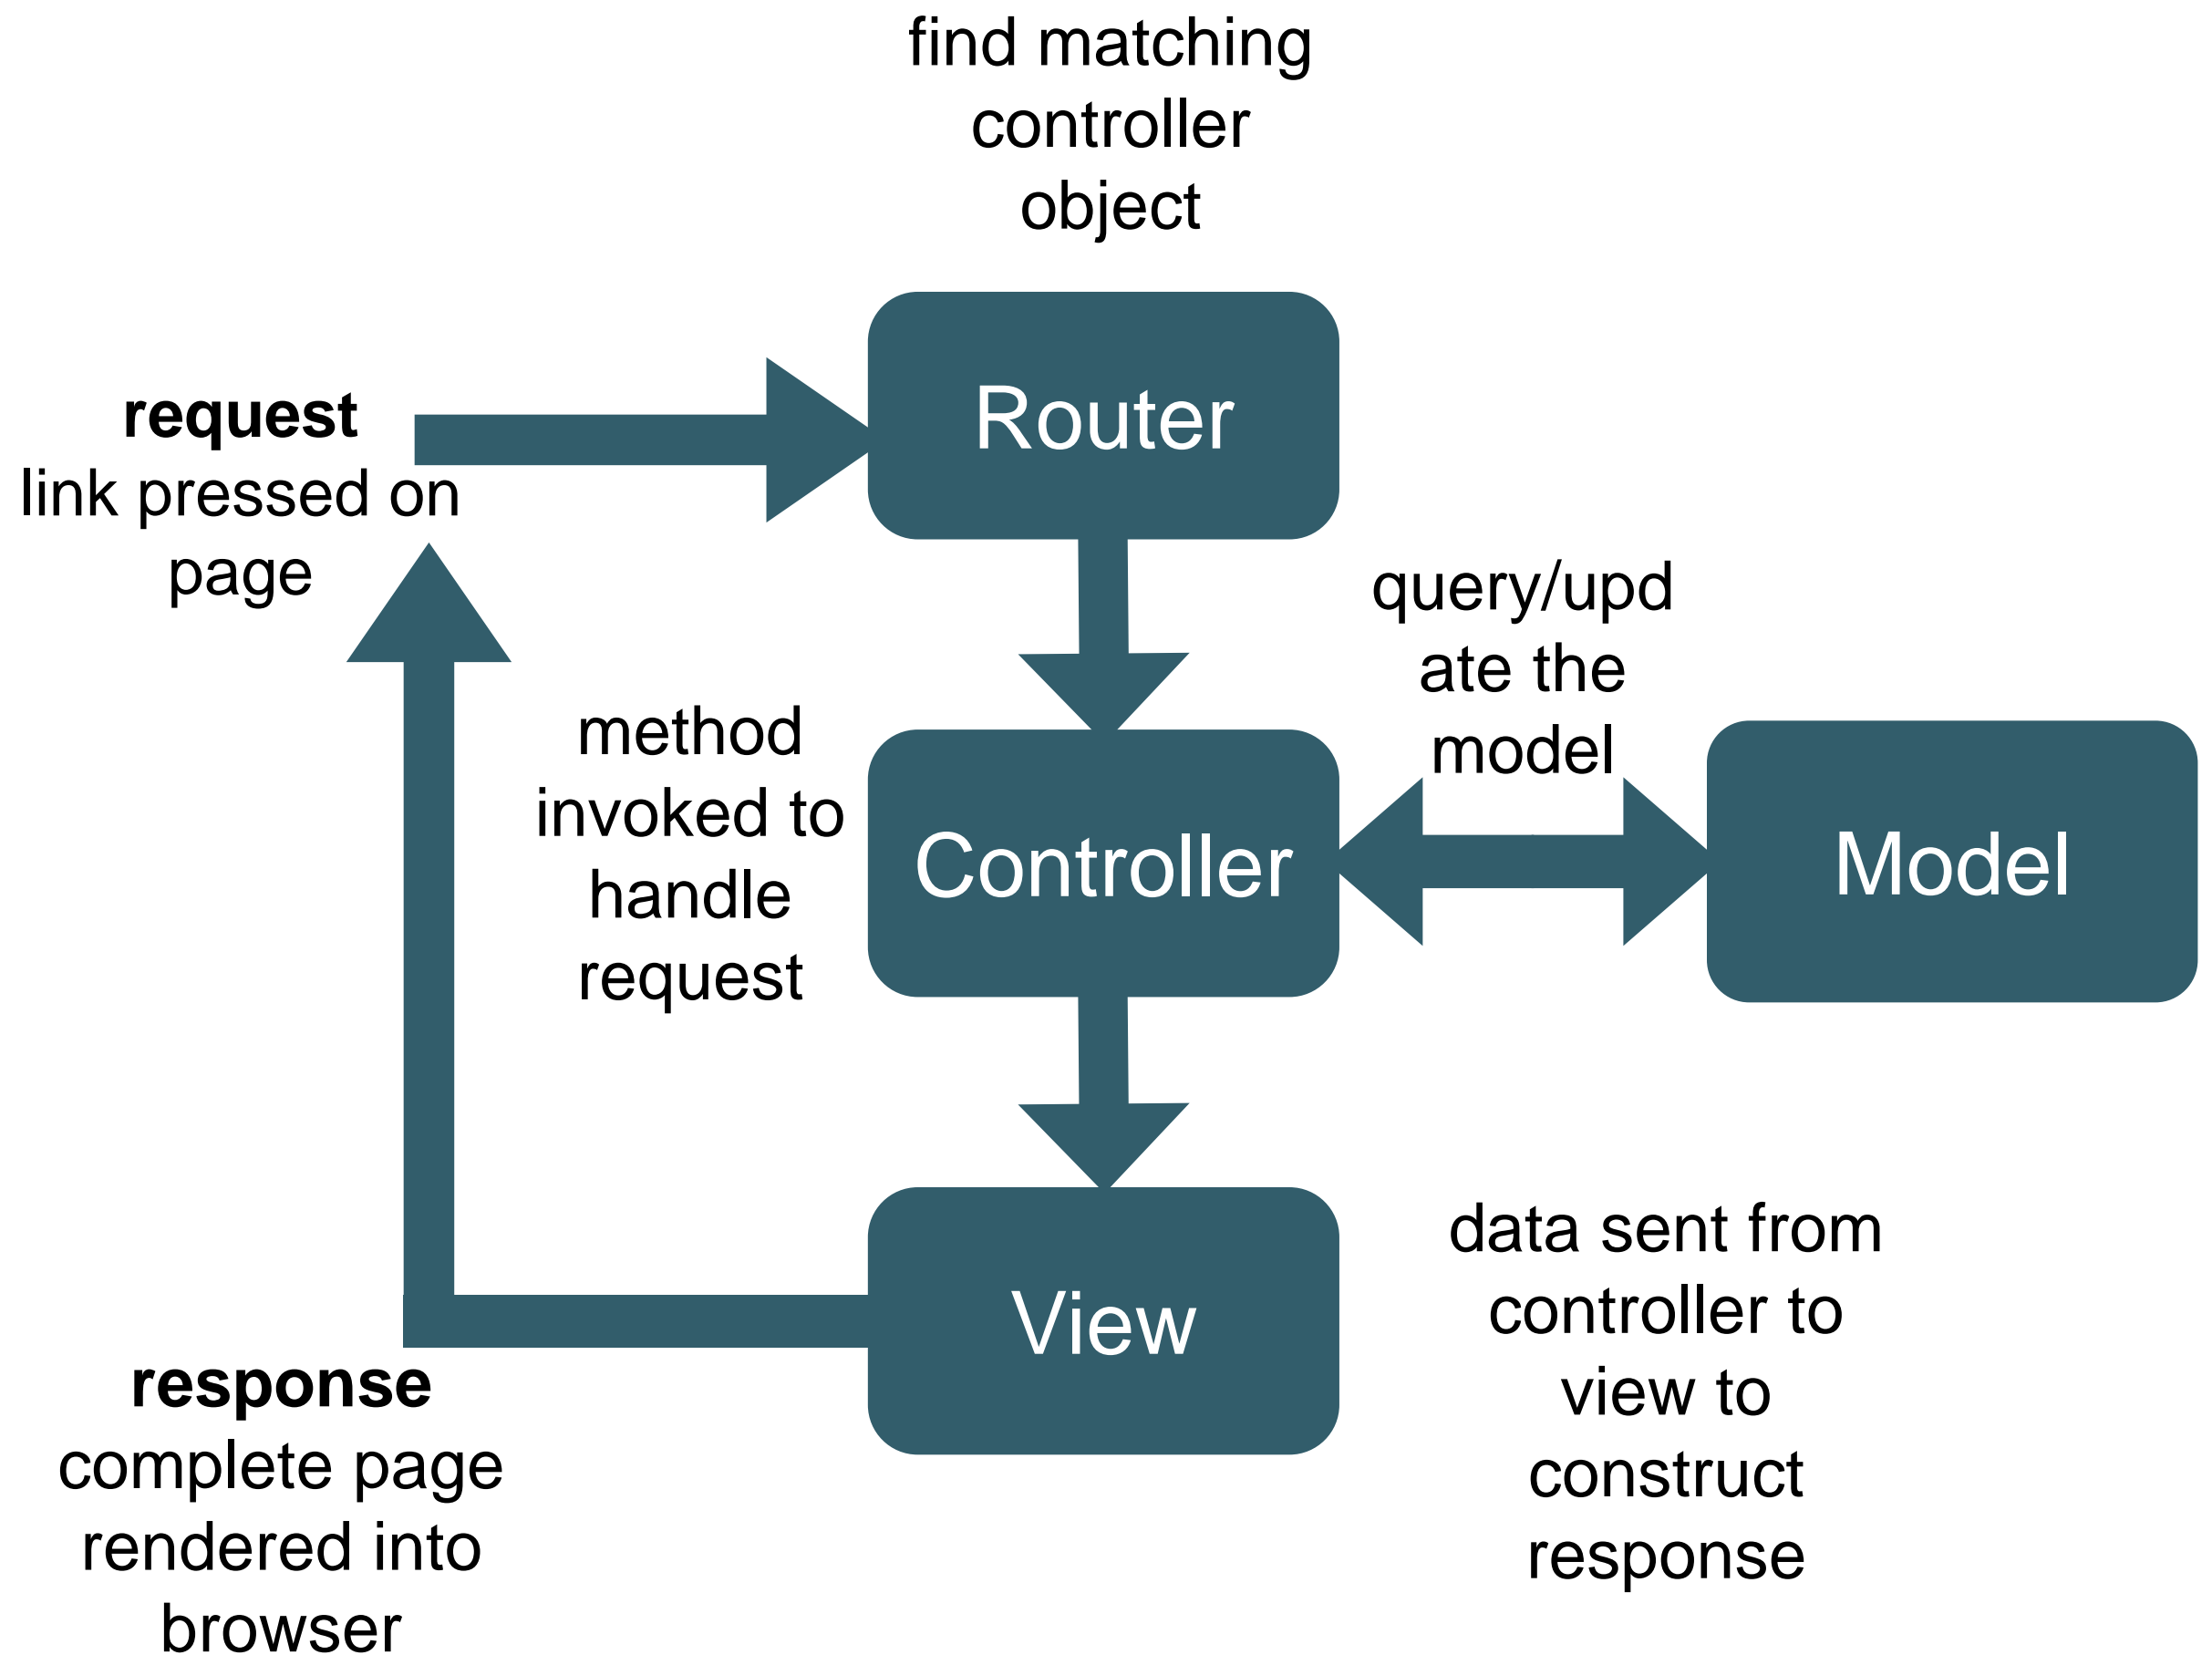 find matching
controller
object
Router
request
link pressed on
page
query/upd
ate the
model
method
invoked to
handle
request
Controller
Model
View
data sent from
controller to
view to
construct
response
response
complete page
rendered into
browser